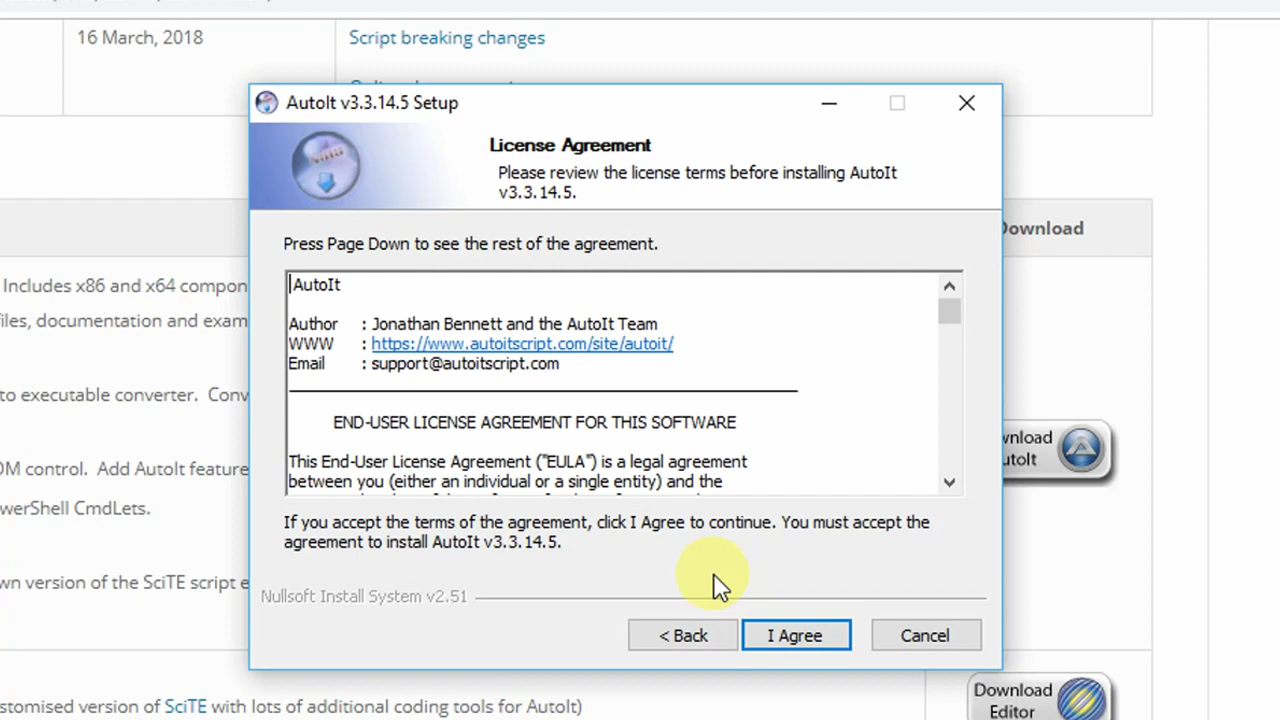 16 March, 2018
Script breaking changes
AutoIt v3.3.14.5 Setup
License Agreement
Please review the license terms before installing AutoIt
v3.3.14.5.
Press Page Down to see the rest of the agreement.
AutoIt
Author : Jonathan Bennett and the AutoIt Team
WWW : https://www.autoitscript.com/site/autoit/
Email : support@autoitscript.com
END-USER LICENSE AGREEMENT FOR THIS SOFTWARE
This End-User License Agreement ("EULA") is a legal agreement
between you (either an individual or a single entity) and the
If you accept the terms of the agreement, click I Agree to continue. You must accept the
agreement to install AutoIt v3.3.14.5.
Nullsoft Install System v2.51
< Back
I Agree
Cancel
Download
Includes x86 and x64 compon
files, documentation and exam
to executable converter. Conv
OM control. Add AutoIt feature
werShell CmdLets.
wnload
utoIt
wn version of the SciTE script e
stomised version of SciTE with lots of additional coding tools for AutoIt)
Download
Editor